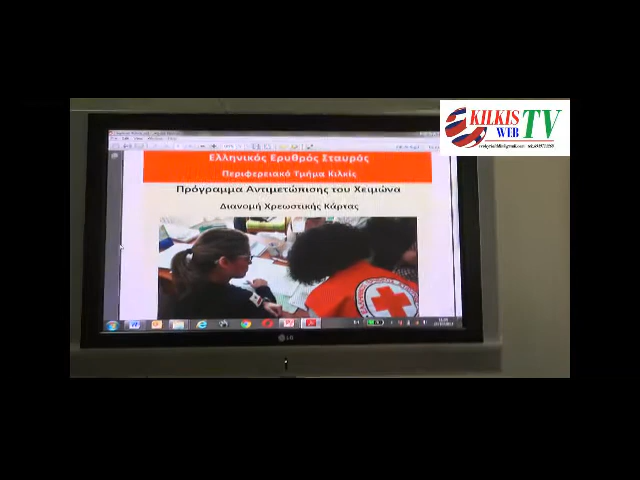 KILKIS
WEB
TV
Ελληνικός Ερυθρός Σταυρός
Περιφερειακό Τμήμα Κιλκίς
Πρόγραμμα Αντιμετώπισης του Χειμώνα
Διανομή Χρεωστικής Κάρτας
LG